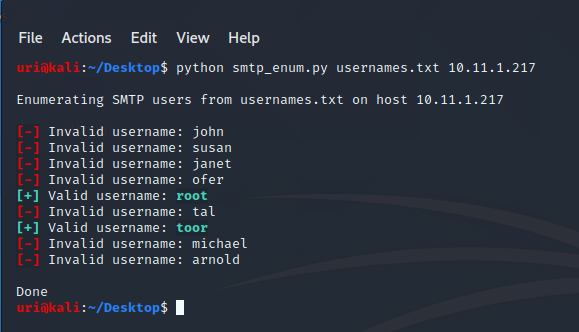 File Actions Edit View Help
uri@kali:~/Desktop$ python smtp_enum.py usernames.txt 10.11.1.217
Enumerating SMTP users from usernames.txt on host 10.11.1.217
[-] Invalid username: john
[-] Invalid username: susan
[-] Invalid username: janet
[-] Invalid username: ofer
[+] Valid username: root
[-] Invalid username: tal
[+] Valid username: toor
[-] Invalid username: michael
[-] Invalid username: arnold
Done
uri@kali:~/Desktop$